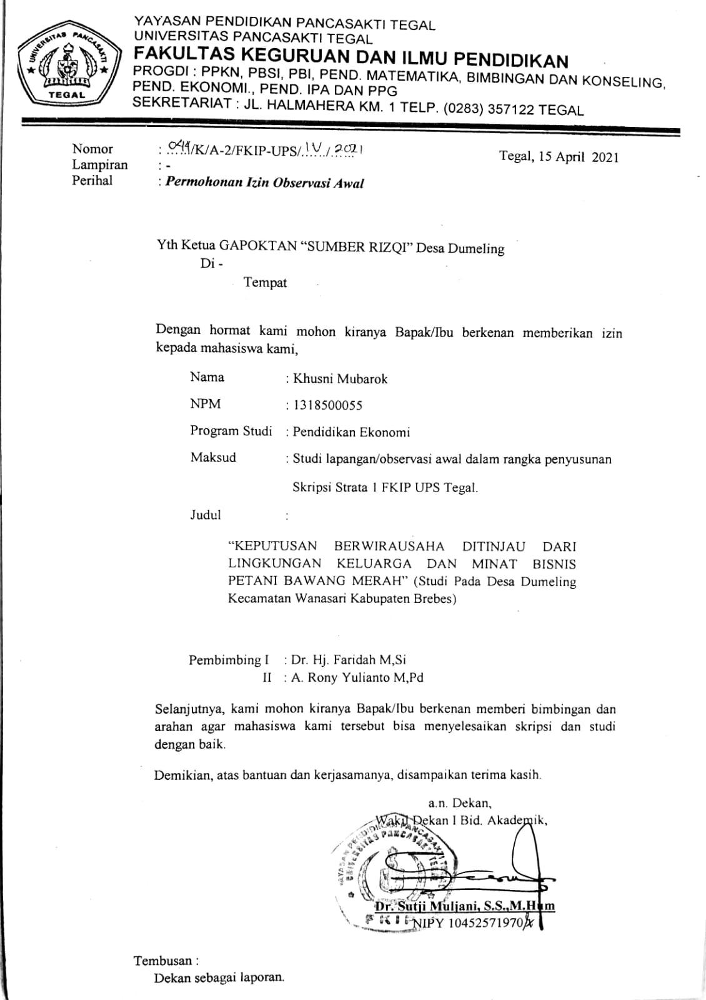 YAYASAN PENDIDIKAN PANCASAKTI TEGAL
UNIVERSITAS PANCASAKTI TEGAL
FAKULTAS KEGURUAN DAN ILMU PENDIDIKAN
PROGDI : PPKN, PBSI, PBI, PEND. MATEMATIKA, BIMBINGAN DAN KONSELING,
PEND. EKONOMI., PEND. IPA DAN PPG
SEKRETARIAT : JL. HALMAHERA KM. 1 TELP. (0283) 357122 TEGAL
UNIVERSITAS PANCASAKTI
TEGAL
Nomor : /K/A-2/FKIP-UPS/IV/2021
Tegal, 15 April 2021
Lampiran : -
Perihal : Permohonan Izin Observasi Awal
Yth Ketua GAPOKTAN “SUMBER RIZQI” Desa Dumeling
Di -
Tempat
Dengan hormat kami mohon kiranya Bapak/Ibu berkenan memberikan izin
kepada mahasiswa kami,
Nama : Khusni Mubarok
NPM : 1318500055
Program Studi : Pendidikan Ekonomi
Maksud : Studi lapangan/observasi awal dalam rangka penyusunan
Skripsi Strata 1 FKIP UPS Tegal.
Judul :
“KEPUTUSAN BERWIRAUSAHA DITINJAU DARI
LINGKUNGAN KELUARGA DAN MINAT BISNIS
PETANI BAWANG MERAH” (Studi Pada Desa Dumeling
Kecamatan Wanasari Kabupaten Brebes)
Pembimbing I : Dr. Hj. Faridah M,Si
II : A. Rony Yulianto M,Pd
Selanjutnya, kami mohon kiranya Bapak/Ibu berkenan memberi bimbingan dan
arahan agar mahasiswa kami tersebut bisa menyelesaikan skripsi dan studi
dengan baik.
Demikian, atas bantuan dan kerjasamanya, disampaikan terima kasih.
a.n. Dekan,
Wakil Dekan I Bid. Akademik,
YAYASAN PENDIDIKAN PANCASAKTI TEGAL
UNIVERSITAS PANCASAKTI TEGAL
FKIP
Dr. Sutji Muljani, S.S.,M.Hum
NIPY 10452571970
Tembusan :
Dekan sebagai laporan.